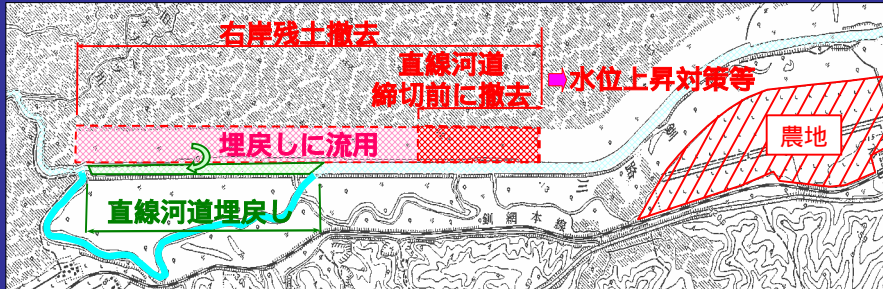 右岸残土撤去
直線河道
締切前に撤去
水位上昇対策等
埋戻しに流用
農地
直線河道埋戻し
釧網本線
釧路